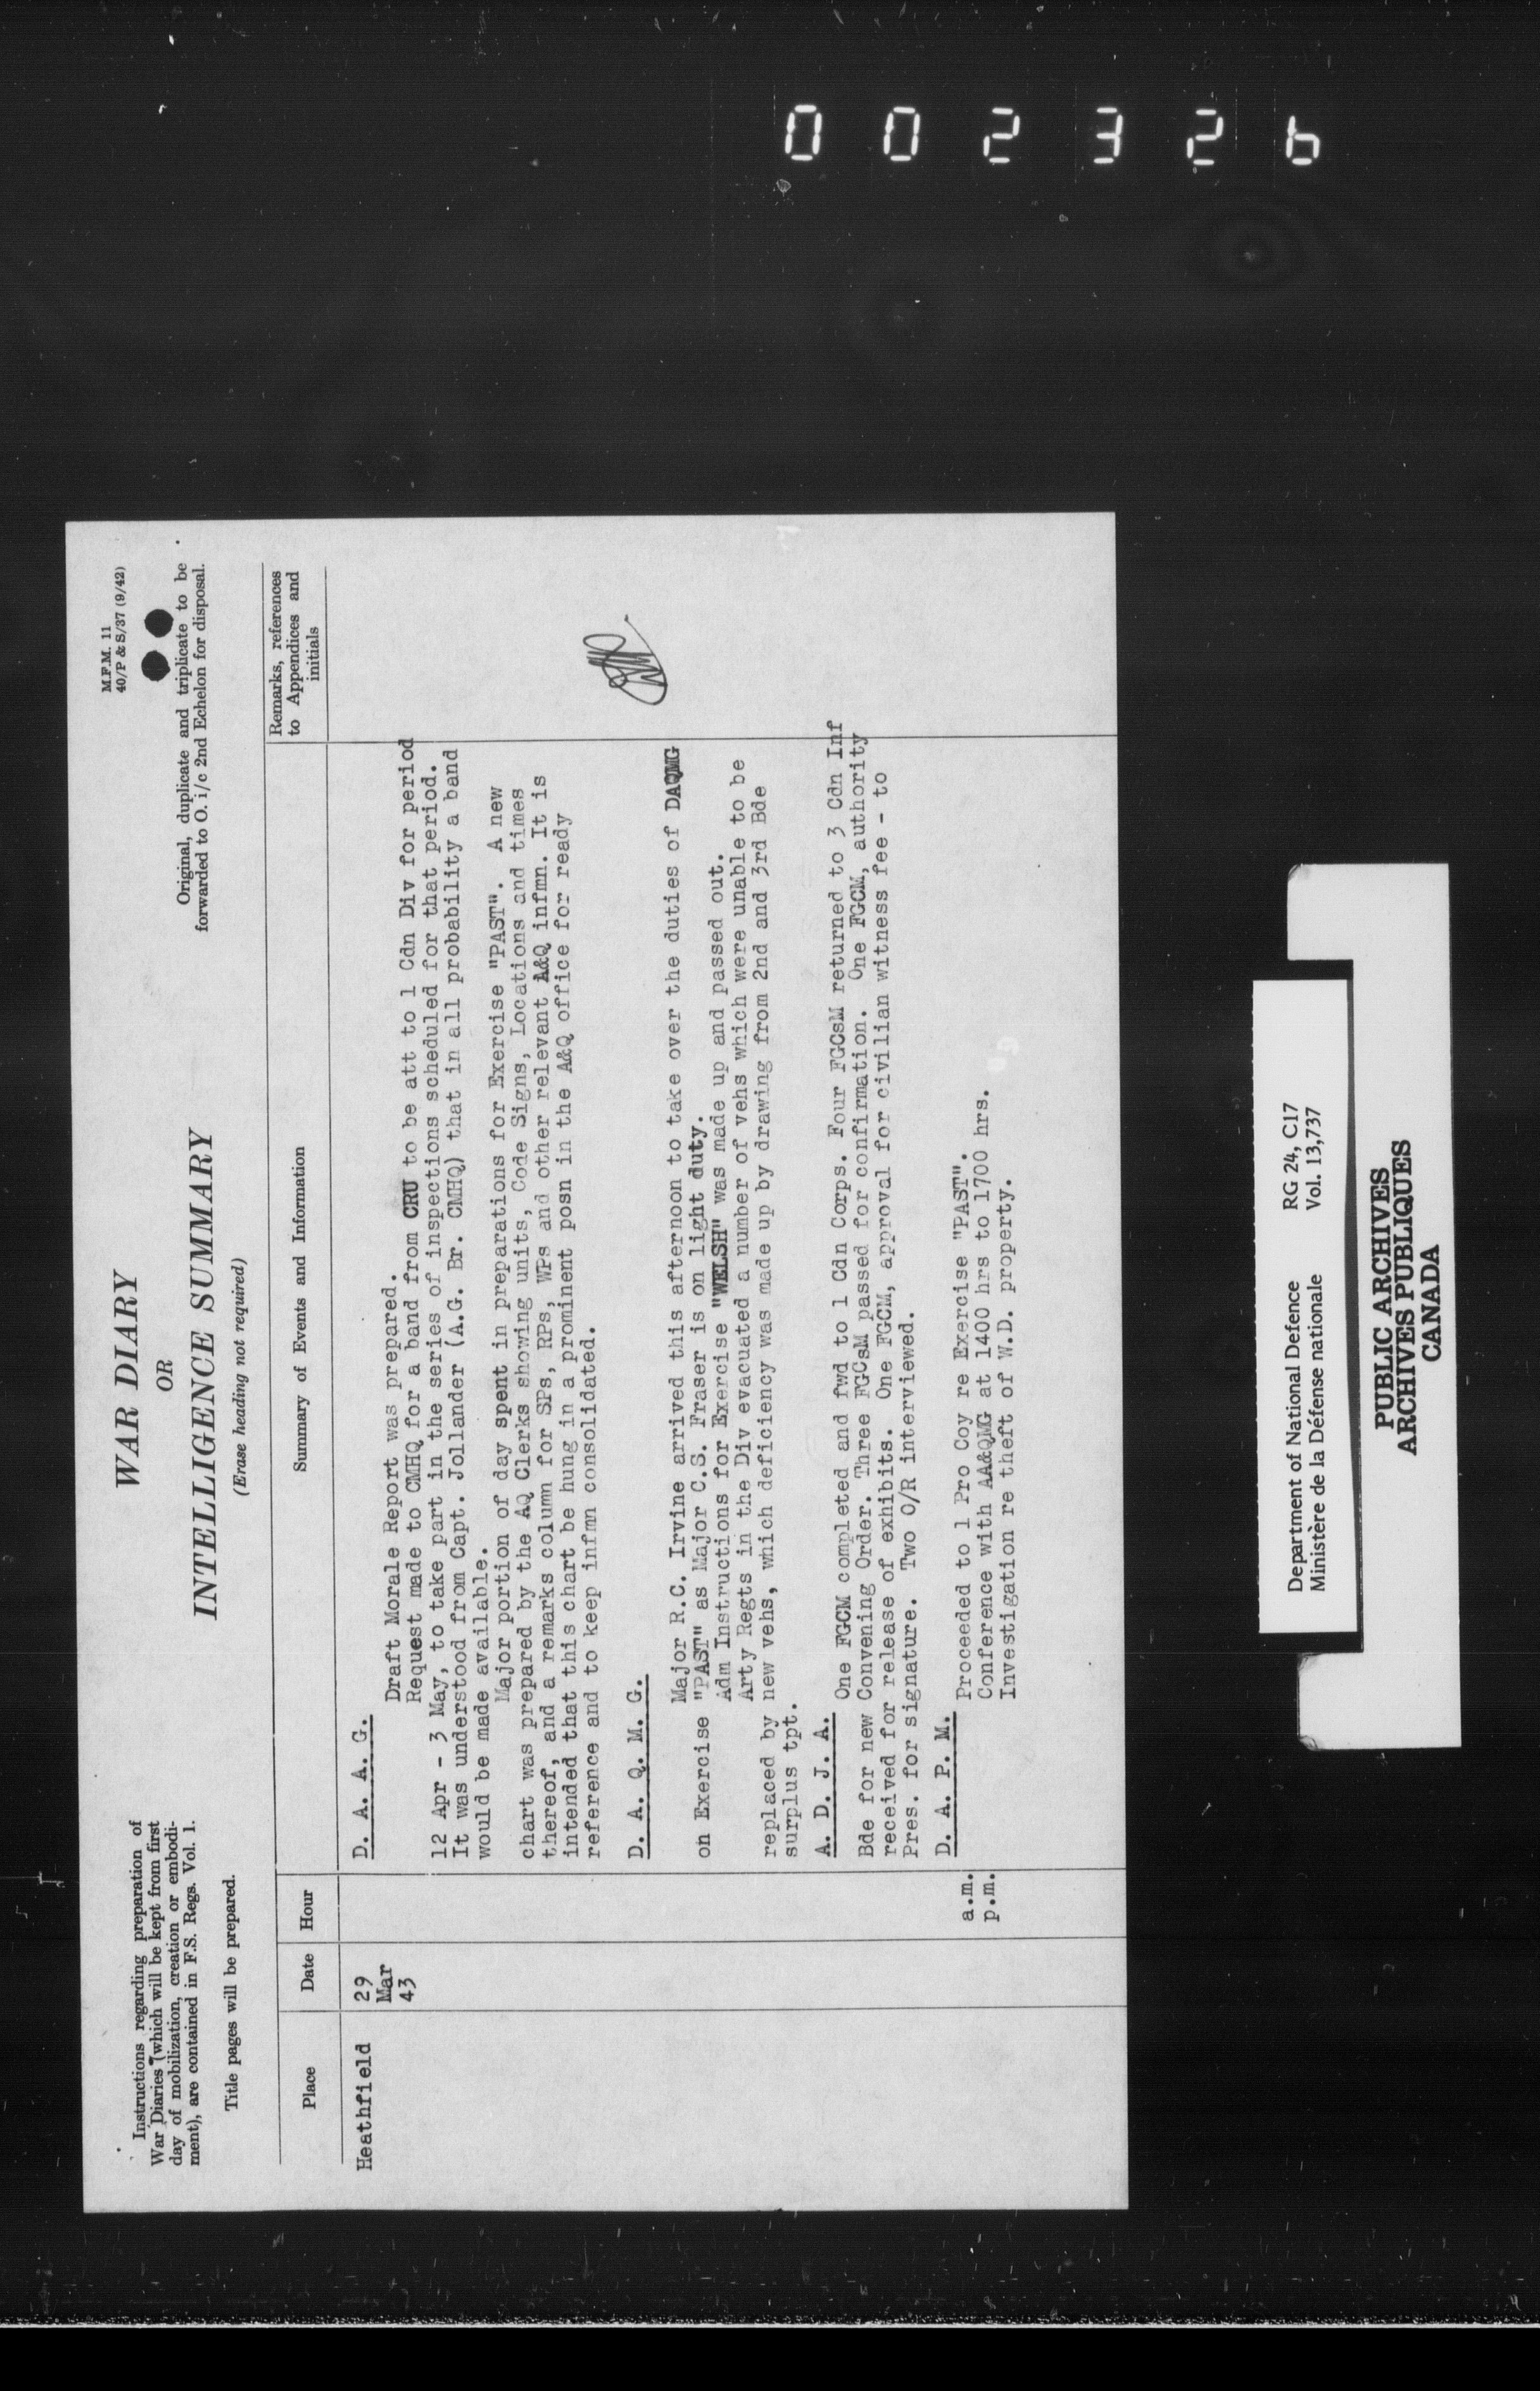 Instructions regarding preparation of
War Diaries (which will be kept from first
day of mobilization, creation or embodi-
ment), are contained in F.S. Regs. Vol. 1.
Title pages will be prepared.
WAR DIARY
OR
INTELLIGENCE SUMMARY
(Erase heading not required)
M.F.M. 11
40/P & S/37 (9/42)
Original, duplicate and triplicate to be
forwarded to O. i/c 2nd Echelon for disposal.
Place Date Hour Summary of Events and Information Remarks, references
to Appendices and
initials
Heathfield
29
Mar
43
D. A. A. G.
Draft Morale Report was prepared.
Request made to CMHQ for a band from CRU to be att to 1 Cdn Div for period
12 Apr - 3 May, to take part in the series of inspections scheduled for that period.
It was understood from Capt. Jollander (A.G. Br. CMHQ) that in all probability a band
would be made available.
Major portion of day spent in preparations for Exercise "PAST". A new
chart was prepared by the AQ Clerks showing units, Code Signs, Locations and times
thereof, and a remarks column for SPs, RPs, WPs and other relevant A&Q infmn. It is
intended that this chart be hung in a prominent posn in the A&Q office for ready
reference and to keep infmn consolidated.
D. A. Q. M. G.
Major R.C. Irvine arrived this afternoon to take over the duties of DAQMG
on Exercise "PAST" as Major C.S. Fraser is on light duty.
Adm Instructions for Exercise "WELSH" was made up and passed out.
Arty Regts in the Div evacuated a number of vehs which were unable to be
replaced by new vehs, which deficiency was made up by drawing from 2nd and 3rd Bde
surplus tpt.
A. D. J. A.
One FGCM completed and fwd to 1 Cdn Corps. Four FGCsM returned to 3 Cdn Inf
Bde for new Convening Order. Three FGCsM passed for confirmation. One FGCM, authority
received for release of exhibits. One FGCM, approval for civilian witness fee - to
Pres. for signature. Two O/R interviewed.
D. A. P. M.
a.m. Proceeded to 1 Pro Coy re Exercise "PAST".
p.m. Conference with AA&QMG at 1400 hrs to 1700 hrs.
Investigation re theft of W.D. property.
Department of National Defence RG 24, C17
Ministère de la Défense nationale Vol. 13,737
PUBLIC ARCHIVES
ARCHIVES PUBLIQUES
CANADA